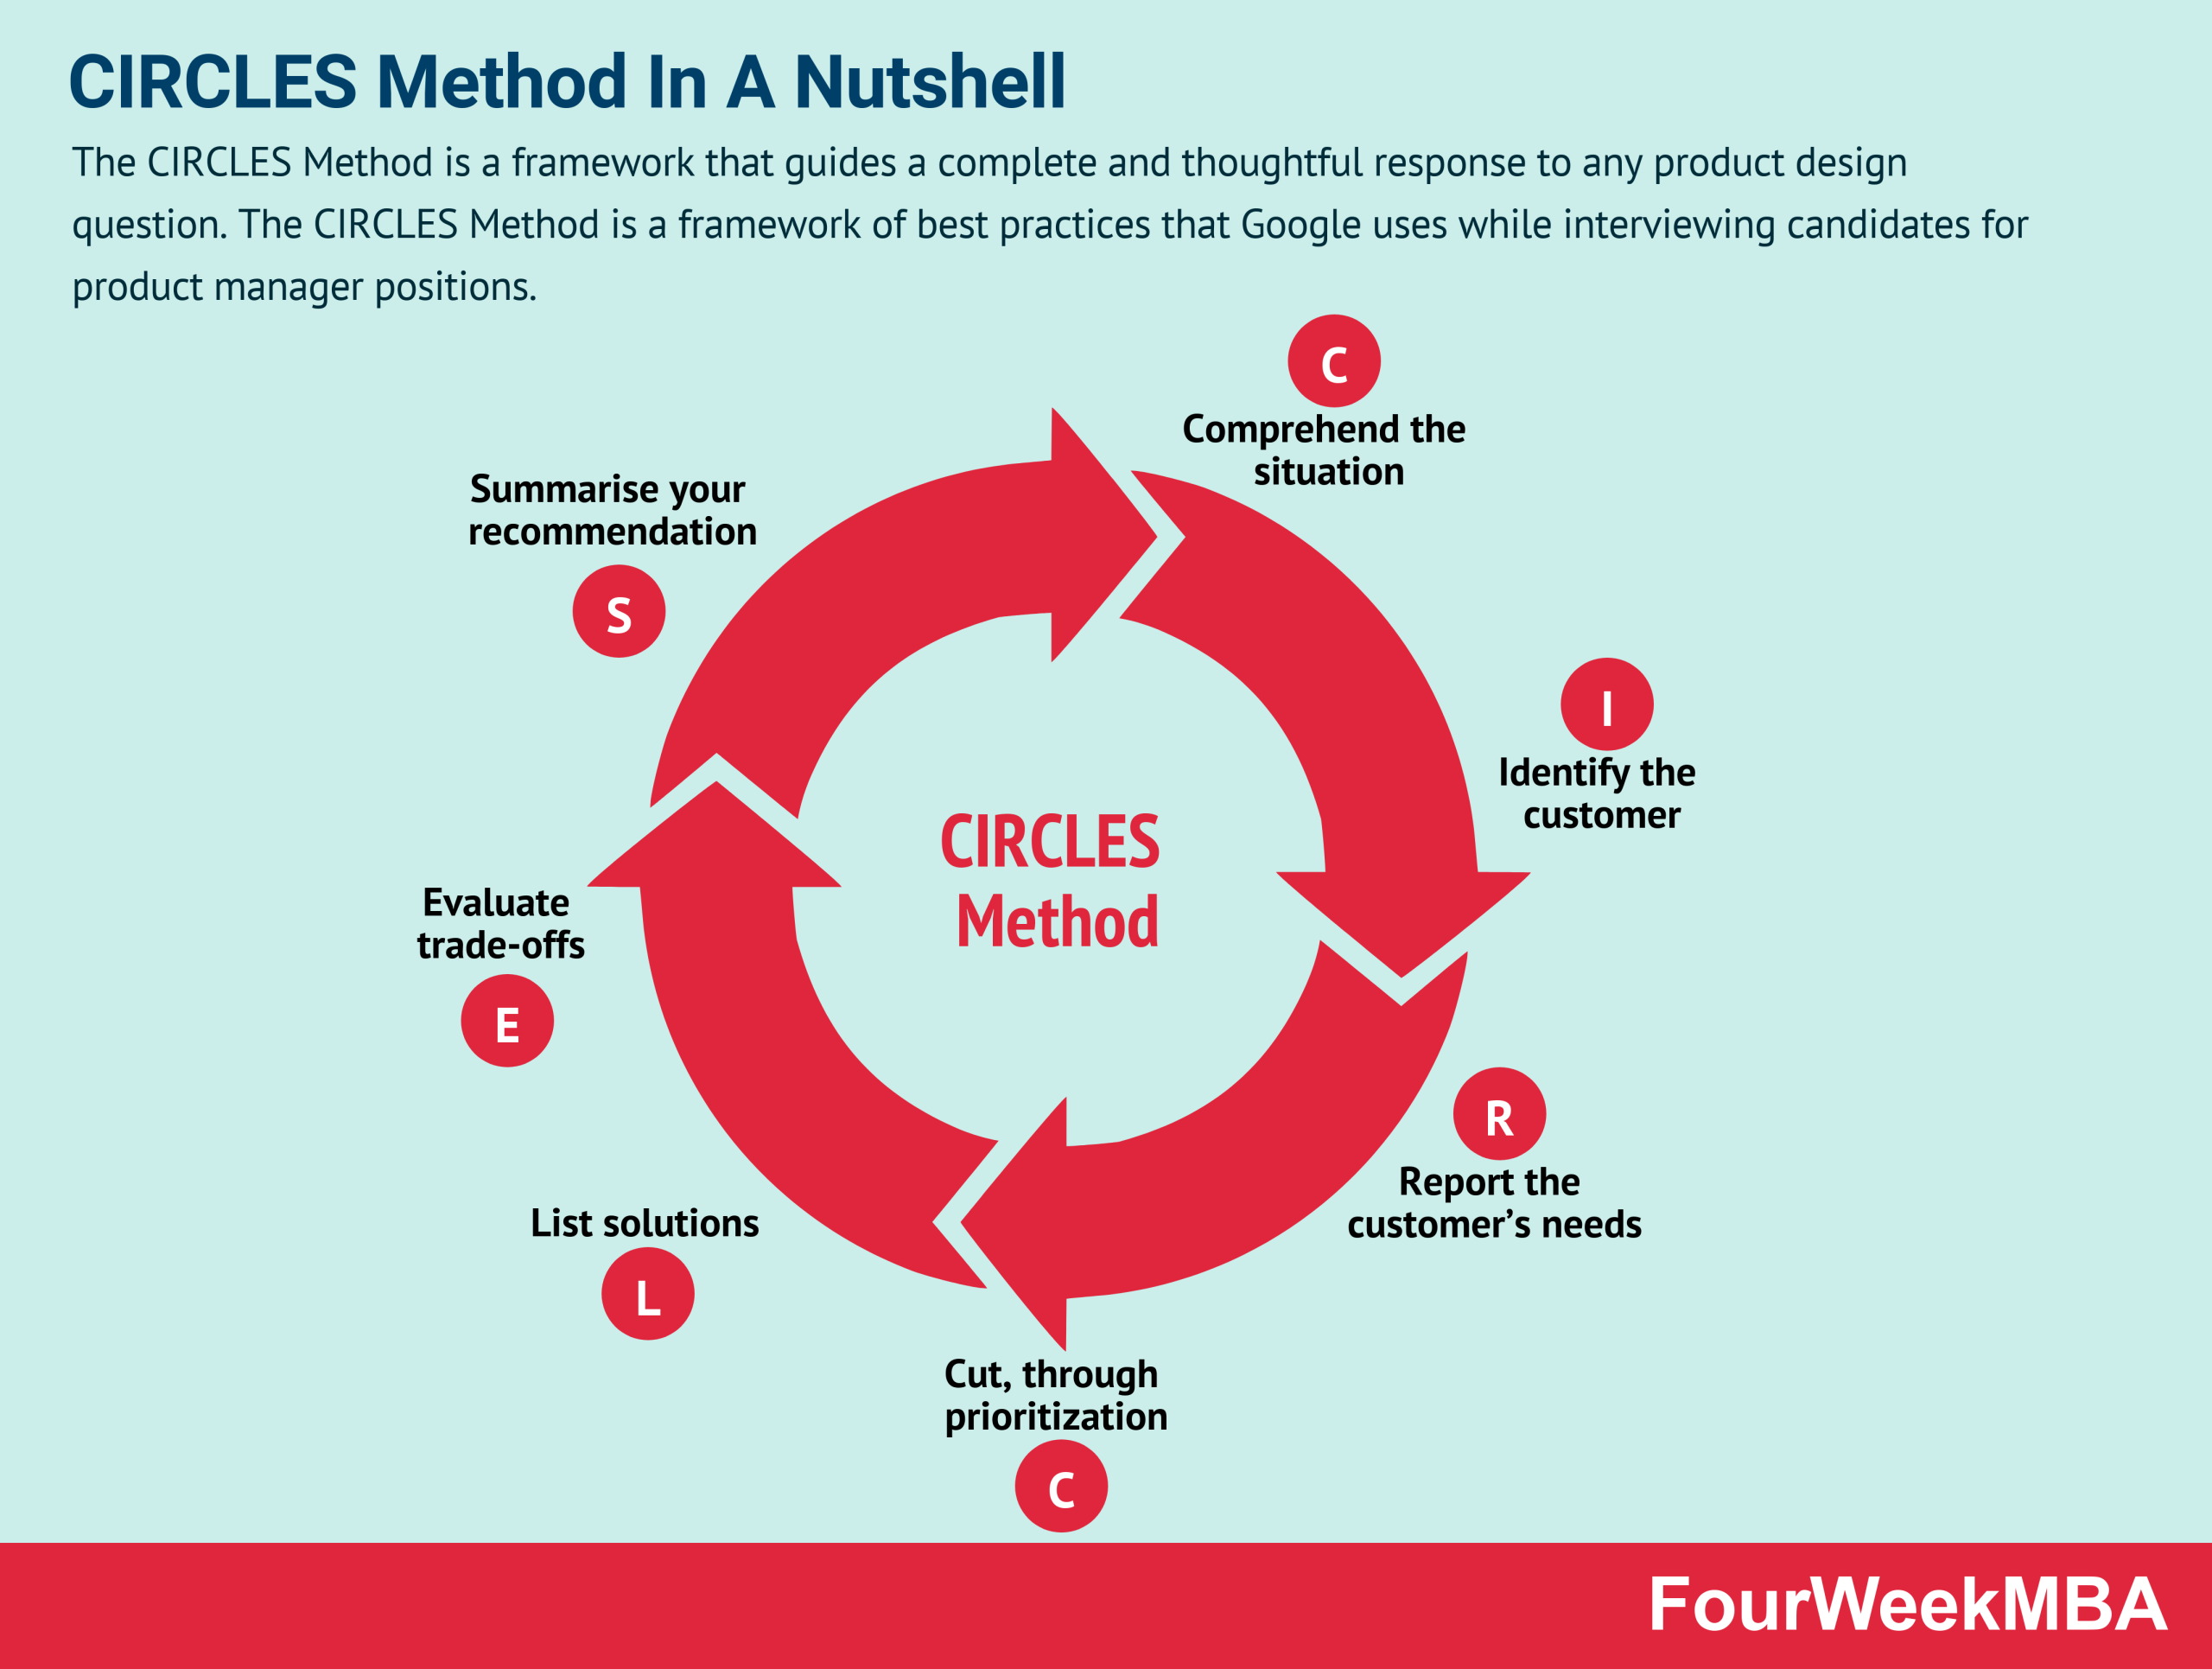 CIRCLES Method In A Nutshell
The CIRCLES Method is a framework that guides a complete and thoughtful response to any product design
question. The CIRCLES Method is a framework of best practices that Google uses while interviewing candidates for
product manager positions.
C
Comprehend the
situation
I
Identify the
customer
R
Report the
customer’s needs
Cut, through
prioritization
C
List solutions
L
Evaluate
trade-offs
E
Summarise your
recommendation
S
CIRCLES
Method
FourWeekMBA